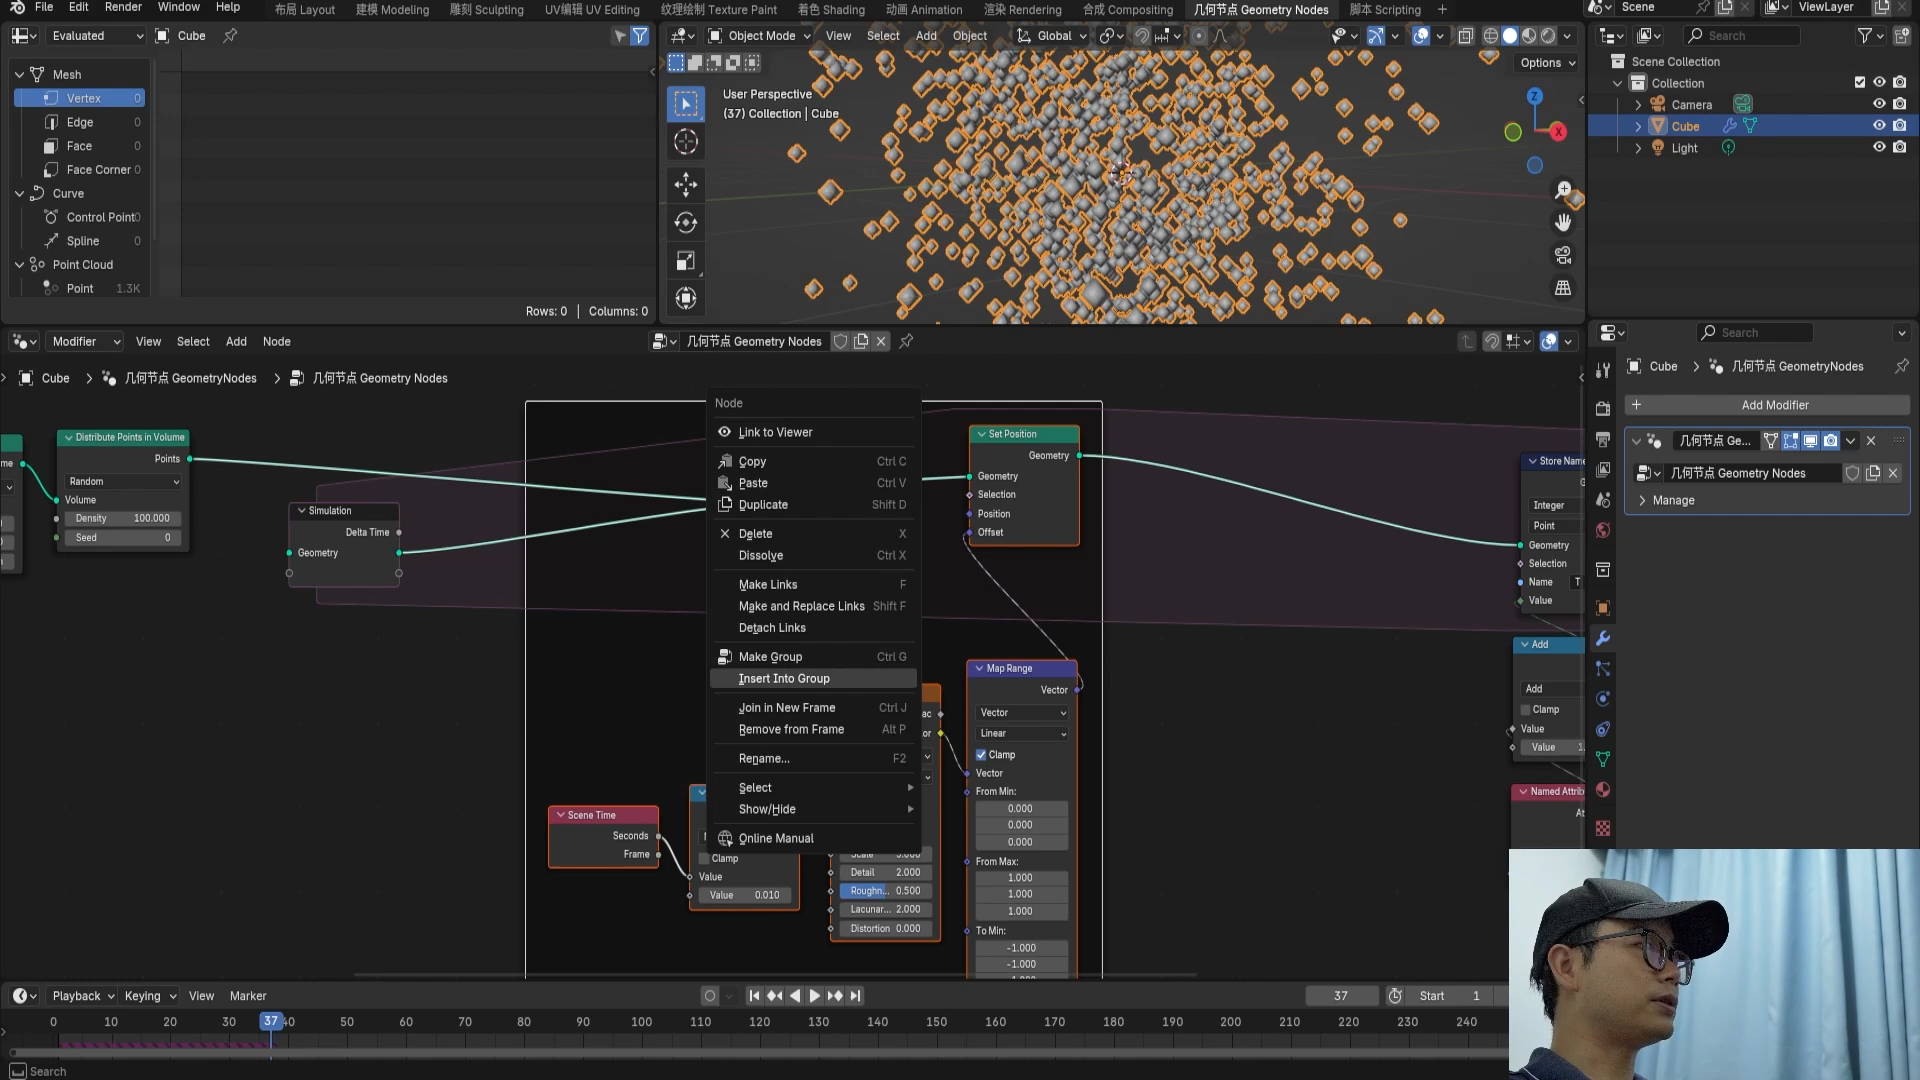 File Edit Render Window Help 布局 Layout 建模 Modeling 雕刻 Sculpting UV编辑 UV Editing 纹理绘制 Texture Paint 着色 Shading 动画 Animation 渲染 Rendering 合成 Compositing 几何节点 Geometry Nodes 脚本 Scripting + Scene ViewLayer
Evaluated Cube
Mesh
Vertex 0
Edge 0
Face 0
Face Corner 0
Curve
Control Point 0
Spline 0
Point Cloud
Point 1.3K
Rows: 0 | Columns: 0
Object Mode View Select Add Object Global
Options
User Perspective
(37) Collection | Cube
Z
X
Search
Scene Collection
Collection
Camera
Cube
Light
Modifier View Select Add Node 几何节点 Geometry Nodes
Cube > 几何节点 GeometryNodes > 几何节点 Geometry Nodes
Distribute Points in Volume
Points
Random
Volume
Density 100.000
Seed 0
Simulation
Delta Time
Geometry
Node
Link to Viewer
Copy Ctrl C
Paste Ctrl V
Duplicate Shift D
Delete X
Dissolve Ctrl X
Make Links F
Make and Replace Links Shift F
Detach Links
Make Group Ctrl G
Insert Into Group
Join in New Frame Ctrl J
Remove from Frame Alt P
Rename... F2
Select
Show/Hide
Online Manual
Set Position
Geometry
Geometry
Selection
Position
Offset
Scene Time
Seconds
Frame
Clamp
Value
Value 0.010
Scale 5.000
Detail 2.000
Roughn... 0.500
Lacunar... 2.000
Distortion 0.000
Map Range
Vector
Vector
Linear
Clamp
Vector
From Min:
0.000
0.000
0.000
From Max:
1.000
1.000
1.000
To Min:
-1.000
-1.000
Store Name
Integer
Point
Geometry
Selection
Name
Value
Add
Add
Clamp
Value
Value
Named Attrib
Search
Cube > 几何节点 GeometryNodes
+ Add Modifier
几何节点 Ge...
几何节点 Geometry Nodes
Manage
Playback Keying View Marker 37 Start 1
0 10 20 30 37 40 50 60 70 80 90 100 110 120 130 140 150 160 170 180 190 200 210 220 230 240
Search